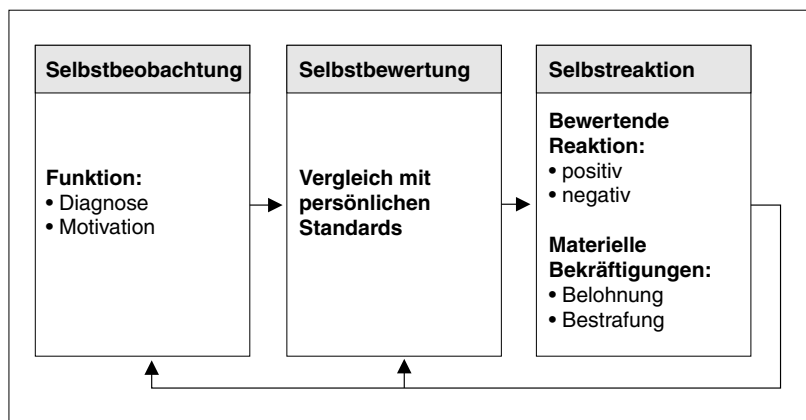 Selbstbeobachtung
Funktion:
• Diagnose
• Motivation
Selbstbewertung
Vergleich mit
persönlichen
Standards
Selbstreaktion
Bewertende
Reaktion:
• positiv
• negativ
Materielle
Bekräftigungen:
• Belohnung
• Bestrafung